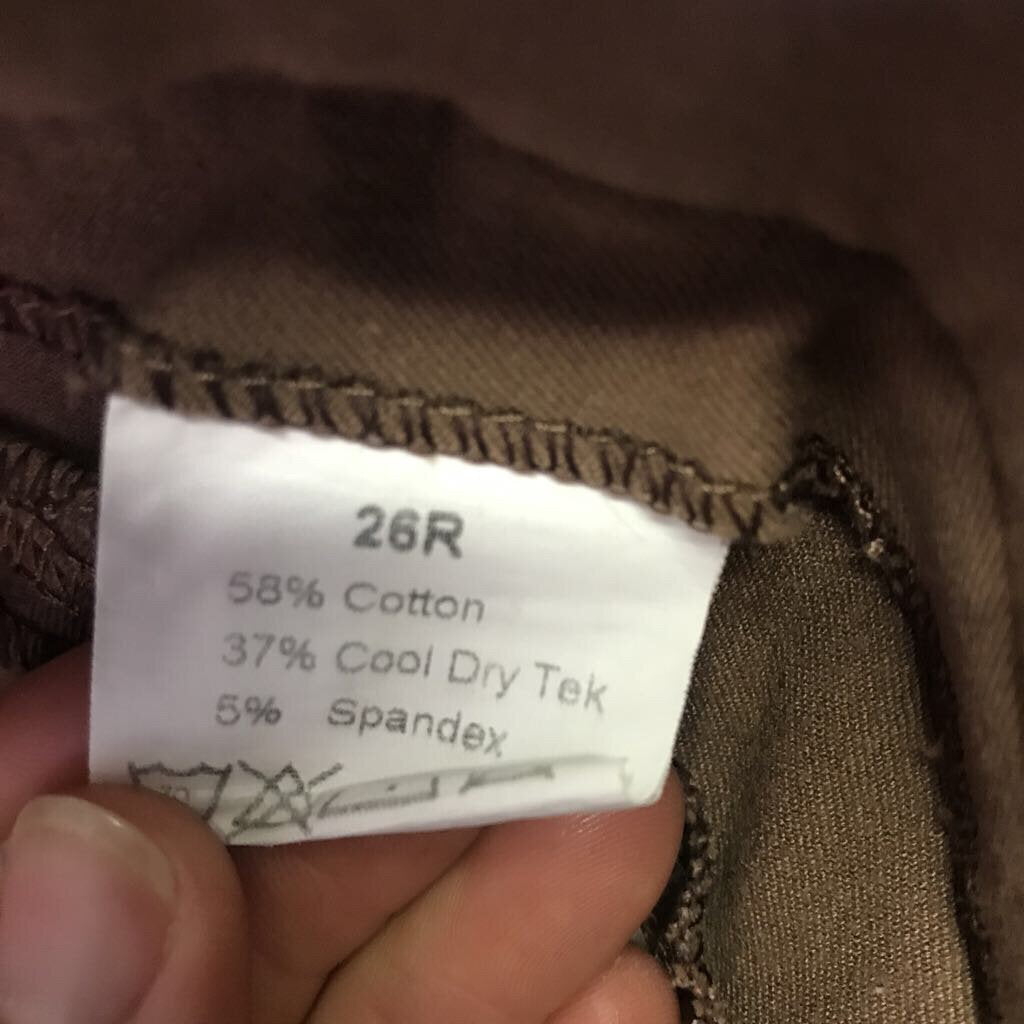 26R
58% Cotton
37% Cool Dry Tek
5% Spandex